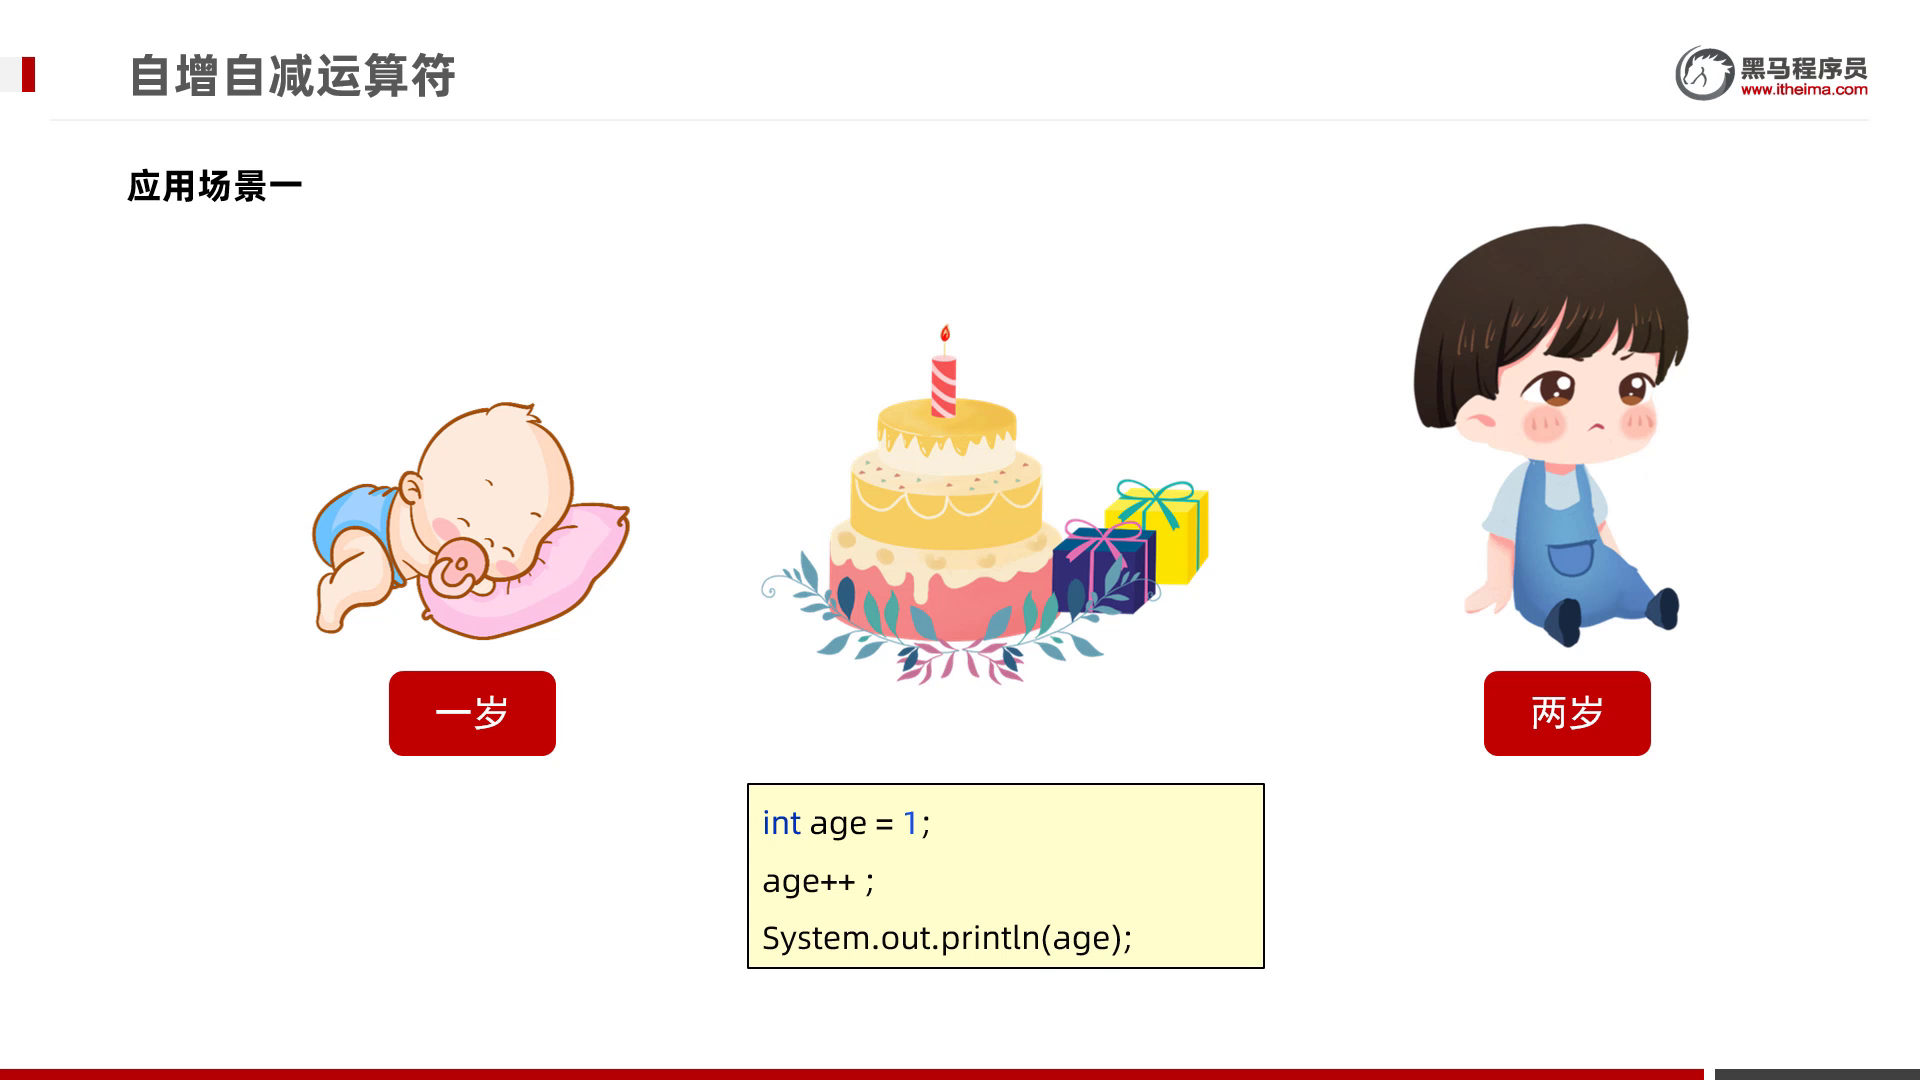 自增自减运算符
黑马程序员
www.itheima.com
应用场景一
一岁
两岁
int age = 1;
age++ ;
System.out.println(age);